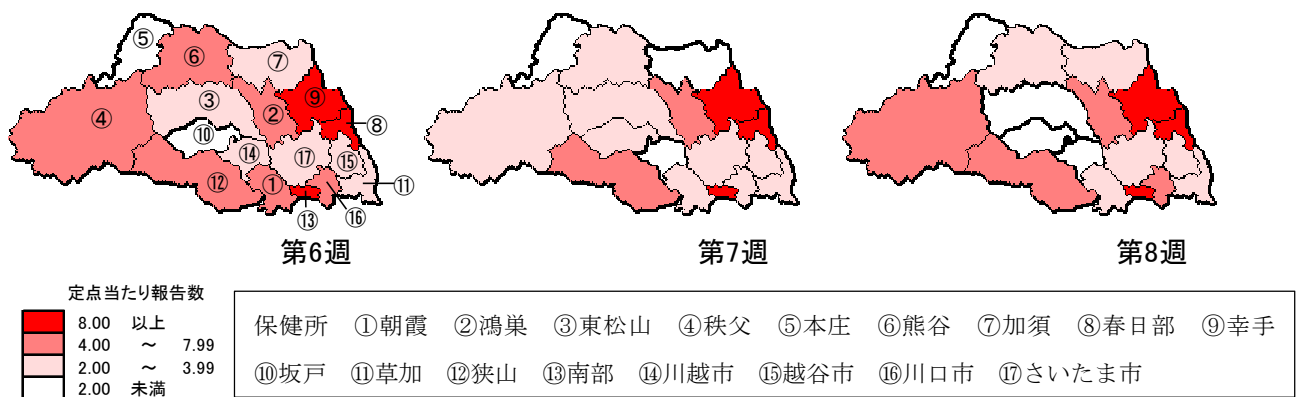 ⑤
⑥
⑦
④
③
②
⑨
⑩
⑧
⑭
⑰
⑮
⑫
①
⑪
⑬
⑯
第6週
第7週
第8週
定点当たり報告数
8.00 以上
4.00 ～ 7.99
2.00 ～ 3.99
2.00 未満
保健所 ①朝霞 ②鴻巣 ③東松山 ④秩父 ⑤本庄 ⑥熊谷 ⑦加須 ⑧春日部 ⑨幸手
⑩坂戸 ⑪草加 ⑫狭山 ⑬南部 ⑭川越市 ⑮越谷市 ⑯川口市 ⑰さいたま市